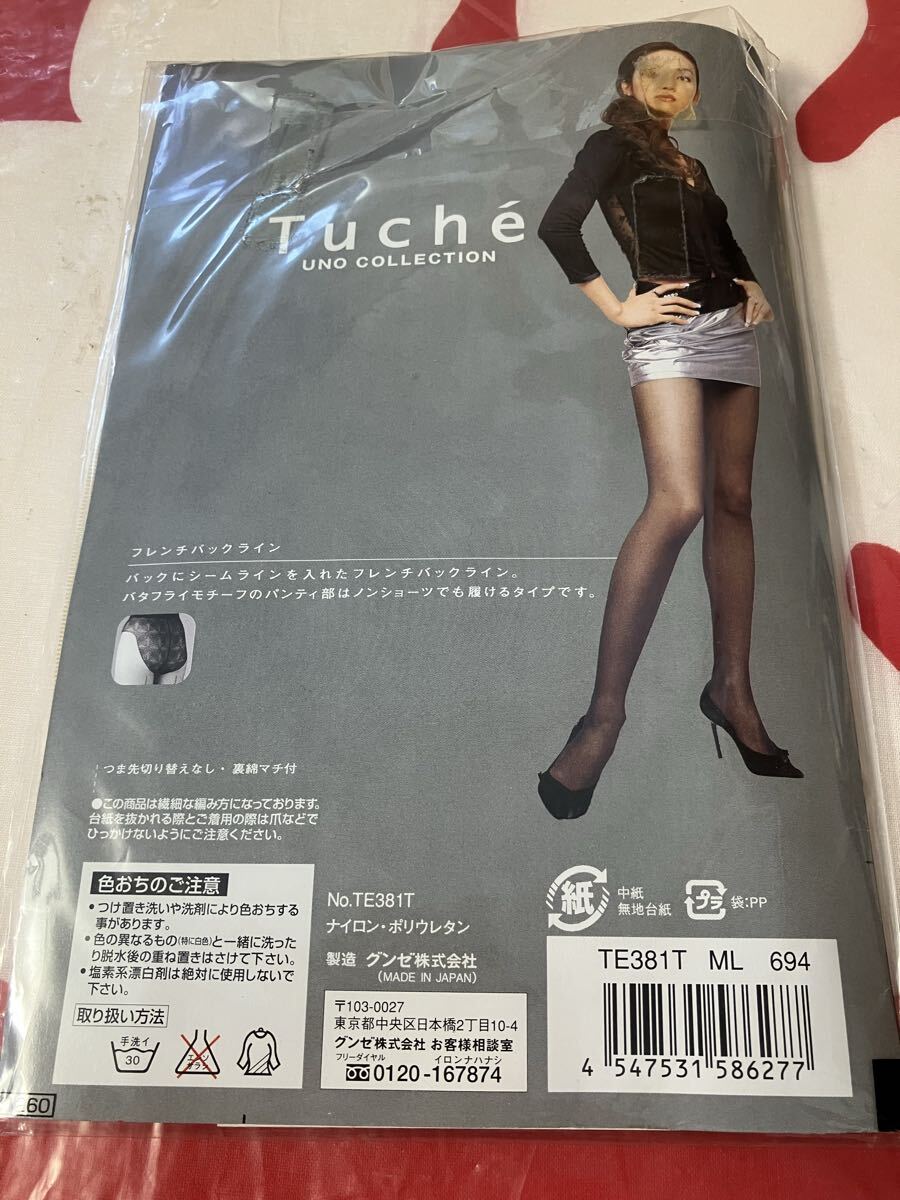 Tuché
UNO COLLECTION
フレンチバックライン
バックにシームラインを入れたフレンチバックライン。
バタフライモチーフのパンティ部はノンショーツでも履けるタイプです。
つま先切り替えなし・裏綿マチ付
●この商品は繊細な編み方になっております。
台紙を抜かれる際とご着用の際は爪などで
ひっかけないようにご注意ください。
色おちのご注意
・つけ置き洗いや洗剤により色おちする
事があります。
・色の異なるもの(特に白色)と一緒に洗った
り脱水後の重ね置きはさけて下さい。
・塩素系漂白剤は絶対に使用しないで
下さい。
取り扱い方法
手洗イ
30
エンソ
サラシ
No.TE381T
ナイロン・ポリウレタン
製造 グンゼ株式会社
(MADE IN JAPAN)
〒103-0027
東京都中央区日本橋2丁目10-4
グンゼ株式会社 お客様相談室
フリーダイヤル イロンナハナシ
0120-167874
紙
中紙
無地台紙
プラ
袋:PP
TE381T ML 694
4 547531 586277
60